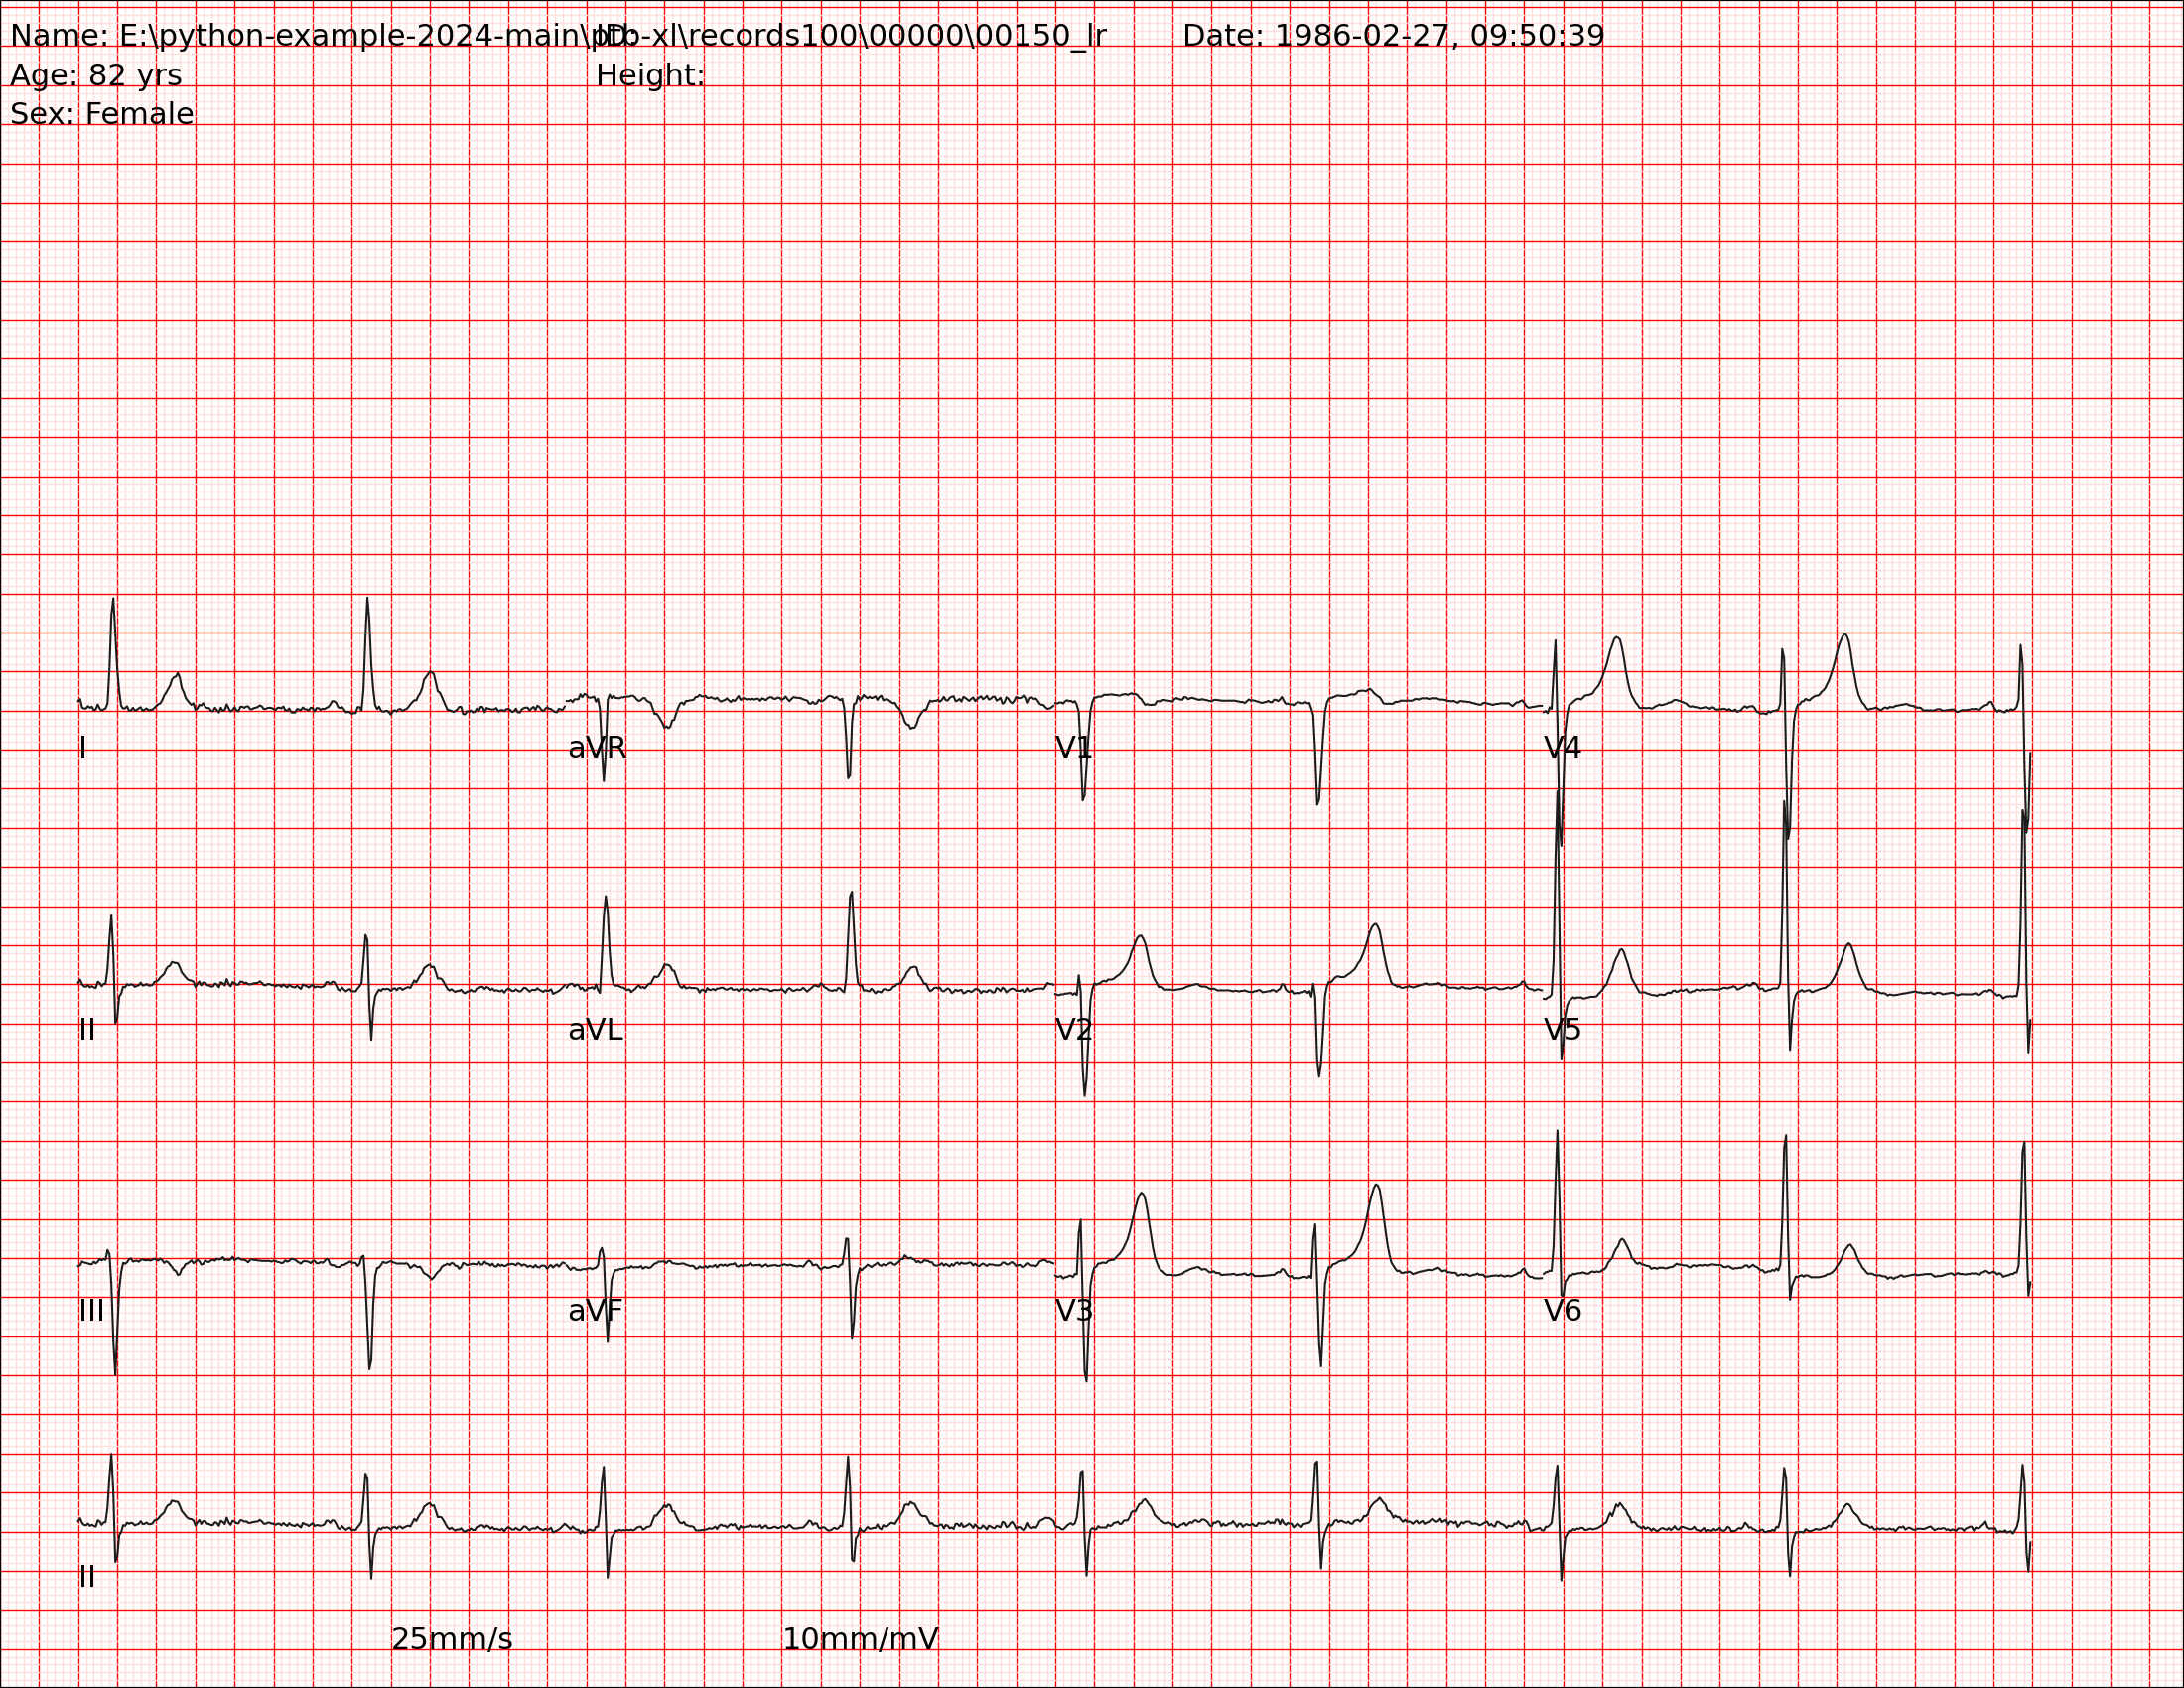 Name: E:\python-example-2024-main\ptb-xl\records100\00000\00150_lr ID: Date: 1986-02-27, 09:50:39
Age: 82 yrs Height:
Sex: Female
I aVR V1 V4
II aVL V2 V5
III aVF V3 V6
II
25mm/s 10mm/mV